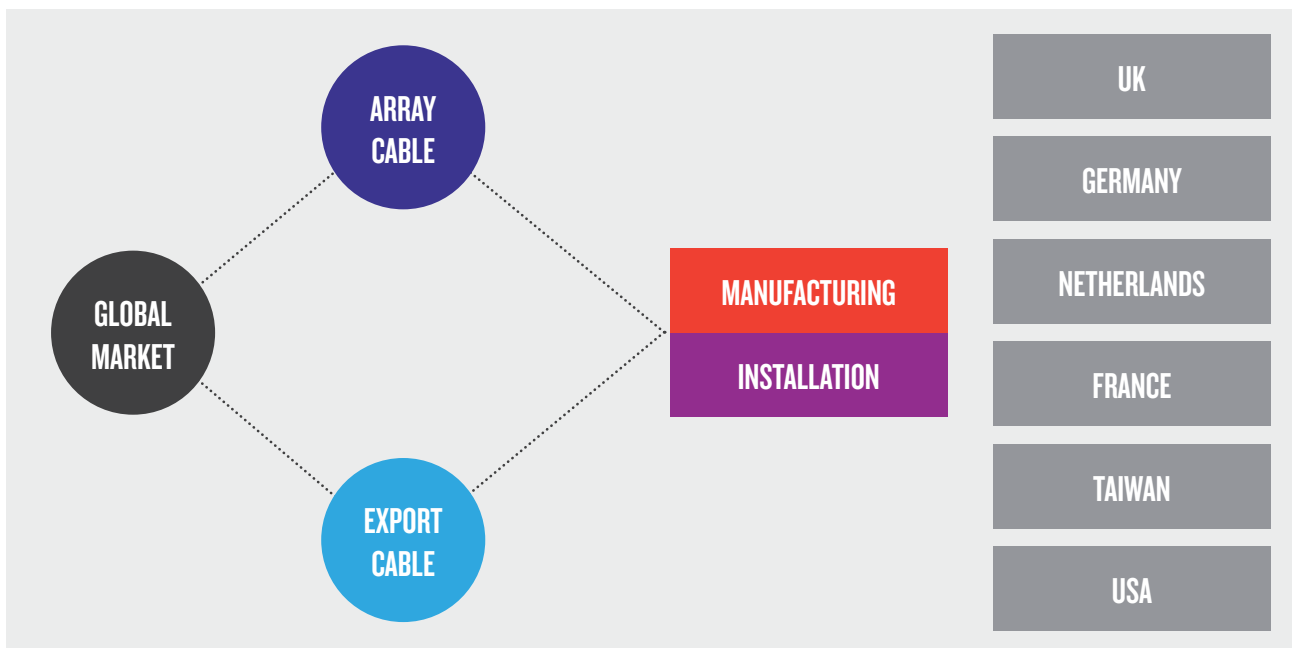 GLOBAL
MARKET
ARRAY
CABLE
EXPORT
CABLE
MANUFACTURING
INSTALLATION
UK
GERMANY
NETHERLANDS
FRANCE
TAIWAN
USA